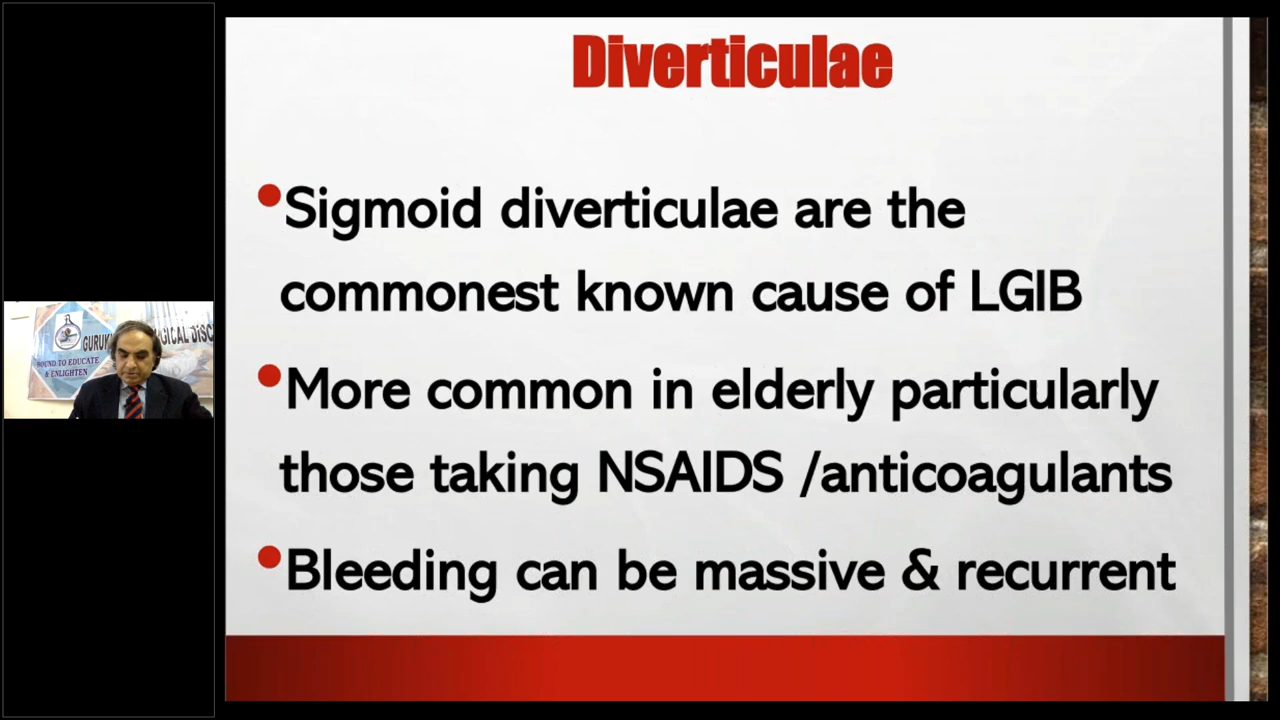 Diverticulae
•Sigmoid diverticulae are the
commonest known cause of LGIB
•More common in elderly particularly
those taking NSAIDS /anticoagulants
•Bleeding can be massive & recurrent
BOUND TO EDUCATE
& ENLIGHTEN